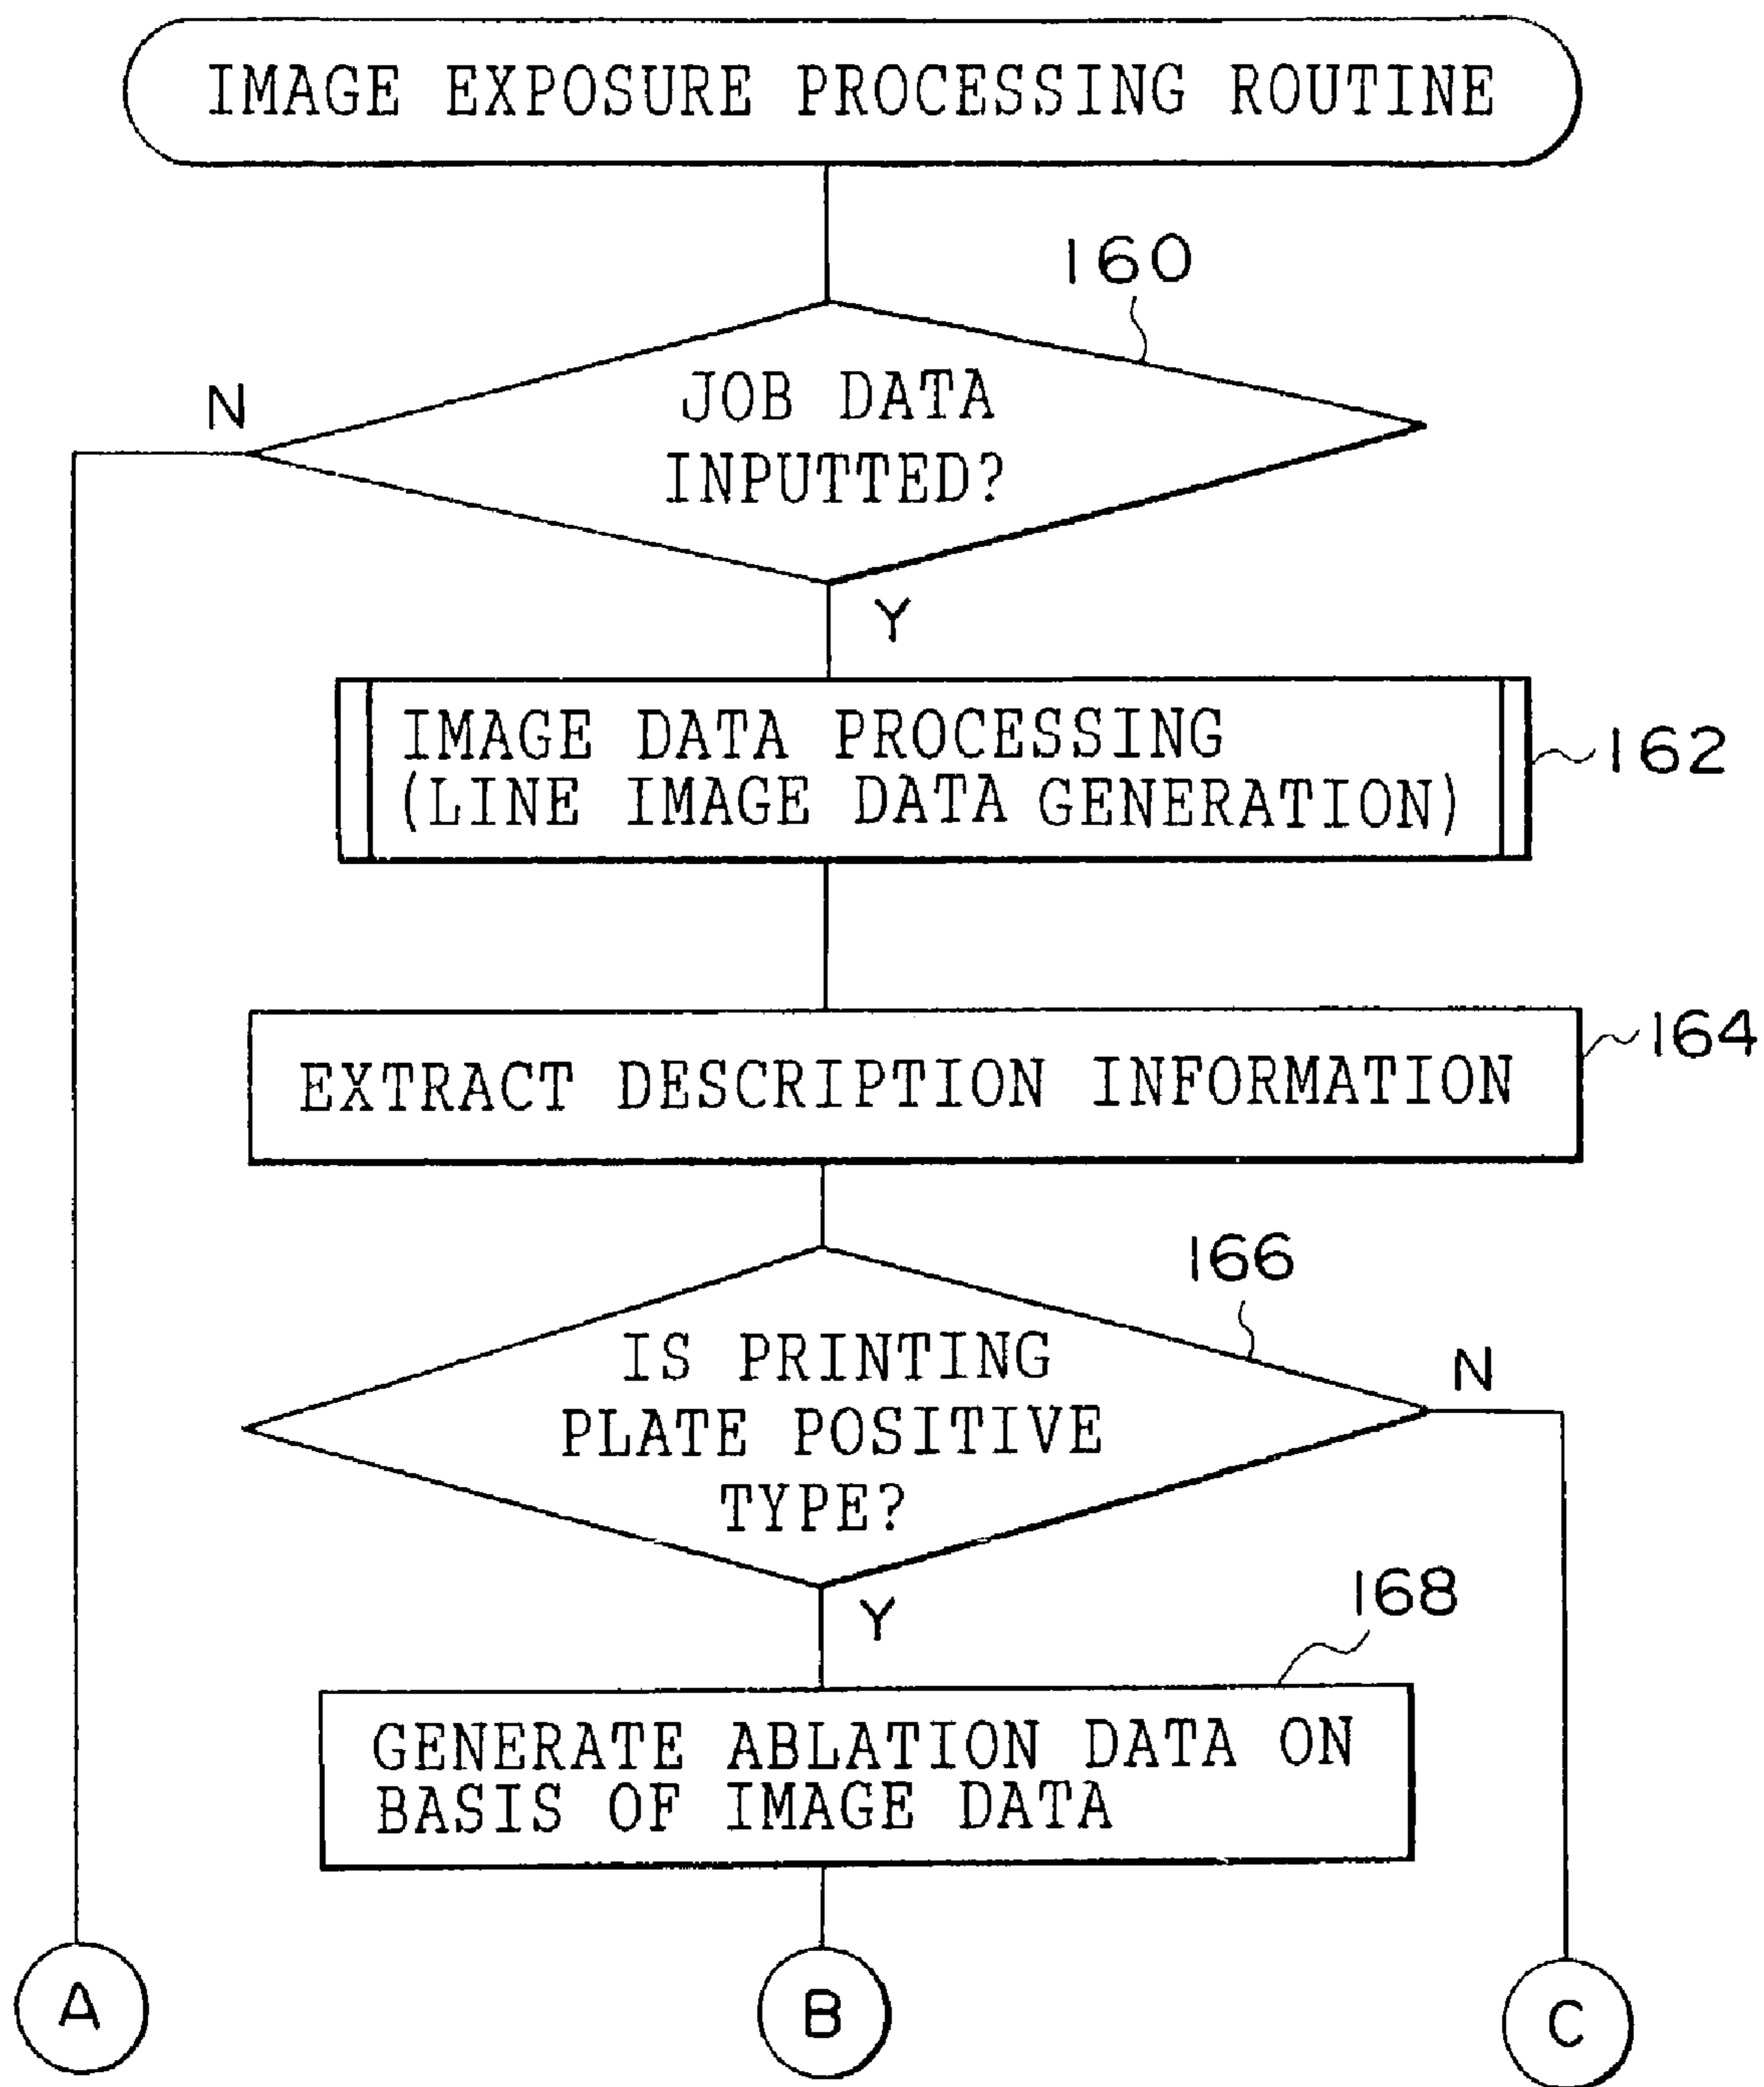 IMAGE EXPOSURE PROCESSING ROUTINE
160
N
JOB DATA
INPUTTED?
Y
IMAGE DATA PROCESSING
(LINE IMAGE DATA GENERATION)
162
EXTRACT DESCRIPTION INFORMATION
164
166
IS PRINTING
PLATE POSITIVE
TYPE?
N
Y
168
GENERATE ABLATION DATA ON
BASIS OF IMAGE DATA
A
B
C